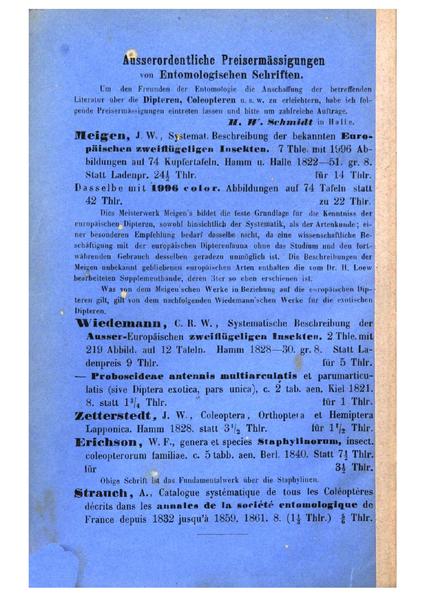 Ausserordentliche Preisermässigungen
von Entomologischen Schriften.
Um den Freunden der Entomologie die Anschaffung der betreffenden
Literatur über die Dipteren, Coleopteren u. s. w. zu erleichtern, habe ich fol-
gende Preisermässigungen eintreten lassen und bitte um zahlreiche Aufträge.
H. W. Schmidt in Halle.
Meigen, J. W., Systemat. Beschreibung der bekannten Euro-
päischen zweiflügeligen Insekten. 7 Thle. mit 1996 Ab-
bildungen auf 74 Kupfertafeln. Hamm u. Halle 1822—51. gr. 8.
Statt Ladenpr. 24½ Thlr. für 14 Thlr.
Dasselbe mit 1996 color. Abbildungen auf 74 Tafeln statt
42 Thlr. zu 22 Thlr.
Dies Meisterwerk Meigen's bildet die feste Grundlage für die Kenntniss der
europäischen Dipteren, sowohl hinsichtlich der Systematik, als der Artenkunde; ei-
ner besonderen Empfehlung bedarf dasselbe nicht, da eine wissenschaftliche Be-
schäftigung mit der europäischen Dipternfauna ohne das Studium und den fort-
währenden Gebrauch desselben geradezu unmöglich ist. Die Beschreibungen der
Meigen unbekannt gebliebenen europäischen Arten enthalten die vom Dr. H. Loew
bearbeiteten Supplementbande, deren 3ter so eben erschienen ist.
Was von dem Meigen'schen Werke in Beziehung auf die europäischen Dip-
teren gilt, gilt von dem nachfolgenden Wiedemann'schen Werke für die exotischen
Dipteren.
Wiedemann, C. R. W., Systematische Beschreibung der
Ausser-Europäischen zweiflügeligen Insekten. 2 Thle. mit
219 Abbild. auf 12 Tafeln. Hamm 1828—30. gr. 8. Statt La-
denpreis 9 Thlr. für 5 Thlr.
— Proboscideae antennis multiarculatis et parumarticu-
latis (sive Diptera exotica, pars unica), c. 2 tab. aen. Kiel 1821.
8. statt 1¾ Thlr. für 1 Thlr.
Zetterstedt, J. W., Coleoptera, Orthoptera et Hemiptera
Lapponica. Hamm 1828. statt 3½ Thlr. für 1½ Thlr.
Erichson, W. F., genera et species Staphylinorum, insect.
coleopterorum familiae. c. 5 tabb. aen. Berl. 1840. Statt 7½ Thlr.
für 3½ Thlr.
Obige Schrift ist das Fundamentalwerk über die Staphylinen.
Strauch, A., Catalogue systématique de tous les Coléoptères
décrits dans les annales de la société entomologique de
France depuis 1832 jusqu'à 1859. 1861. 8. (1⅓ Thlr.) Thlr.